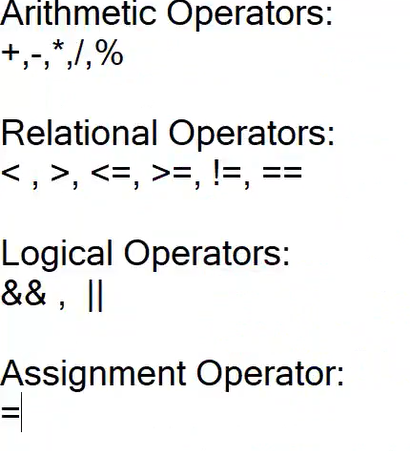 Arithmetic Operators:
+,-,*,/,%
Relational Operators:
< , >, <=, >=, !=, ==
Logical Operators:
&& ,  ||
Assignment Operator:
=